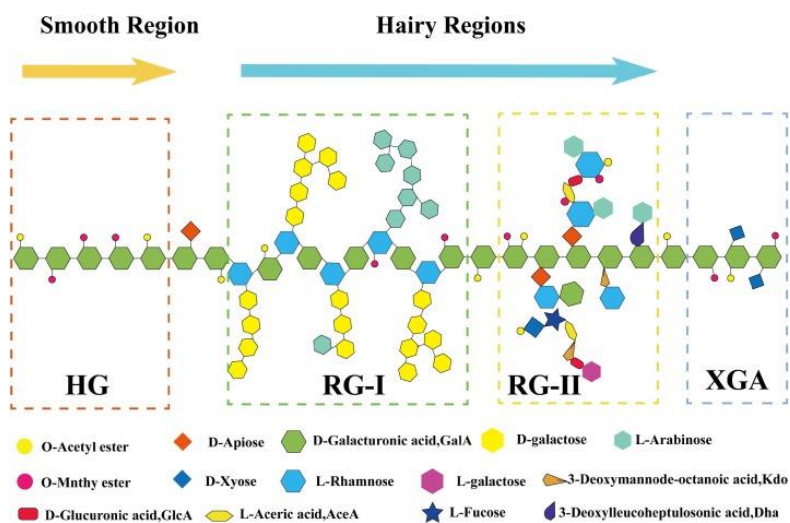 Smooth Region Hairy Regions
HG RG-I RG-II XGA
O-Acetyl ester D-Apiose D-Galacturonic acid,GalA D-galactose L-Arabinose
O-Mnthy ester D-Xyose L-Rhamnose L-galactose 3-Deoxymannode-octanoic acid,Kdo
D-Glucuronic acid,GlcA L-Aceric acid,AceA L-Fucose 3-Deoxylleucoheptulosonic acid,Dha